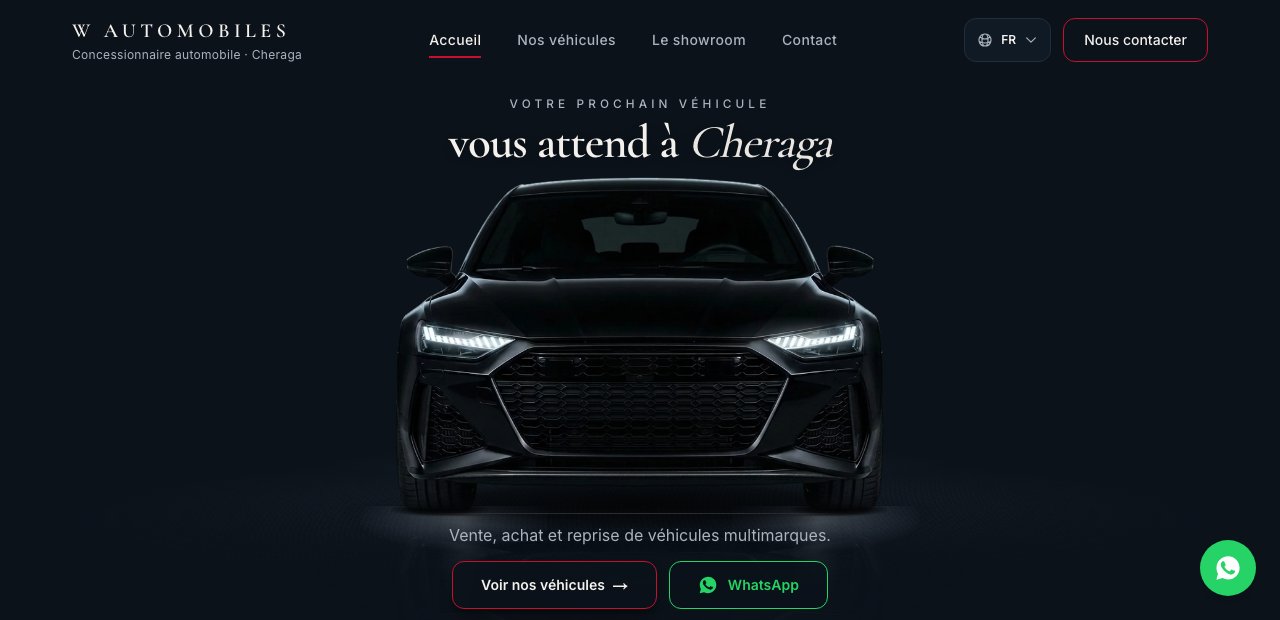 W AUTOMOBILES
Concessionnaire automobile · Cheraga
Accueil
Nos véhicules
Le showroom
Contact
FR
Nous contacter
VOTRE PROCHAIN VÉHICULE
vous attend à Cheraga
Vente, achat et reprise de véhicules multimarques.
Voir nos véhicules →
WhatsApp